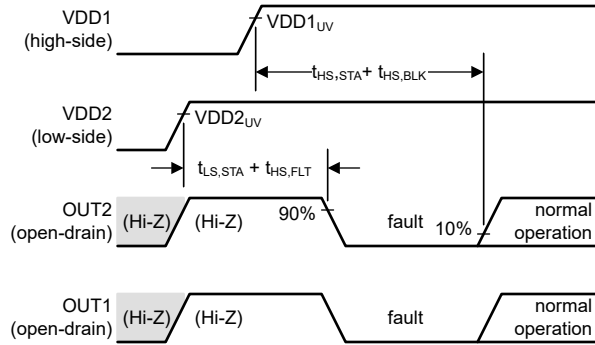 VDD1
(high-side)
VDD1UV
tHS,STA+ tHS,BLK
VDD2
(low-side)
VDD2UV
tLS,STA + tHS,FLT
OUT2
(open-drain)
(Hi-Z)
(Hi-Z)
90%
fault
10%
normal
operation
OUT1
(open-drain)
(Hi-Z)
(Hi-Z)
fault
normal
operation